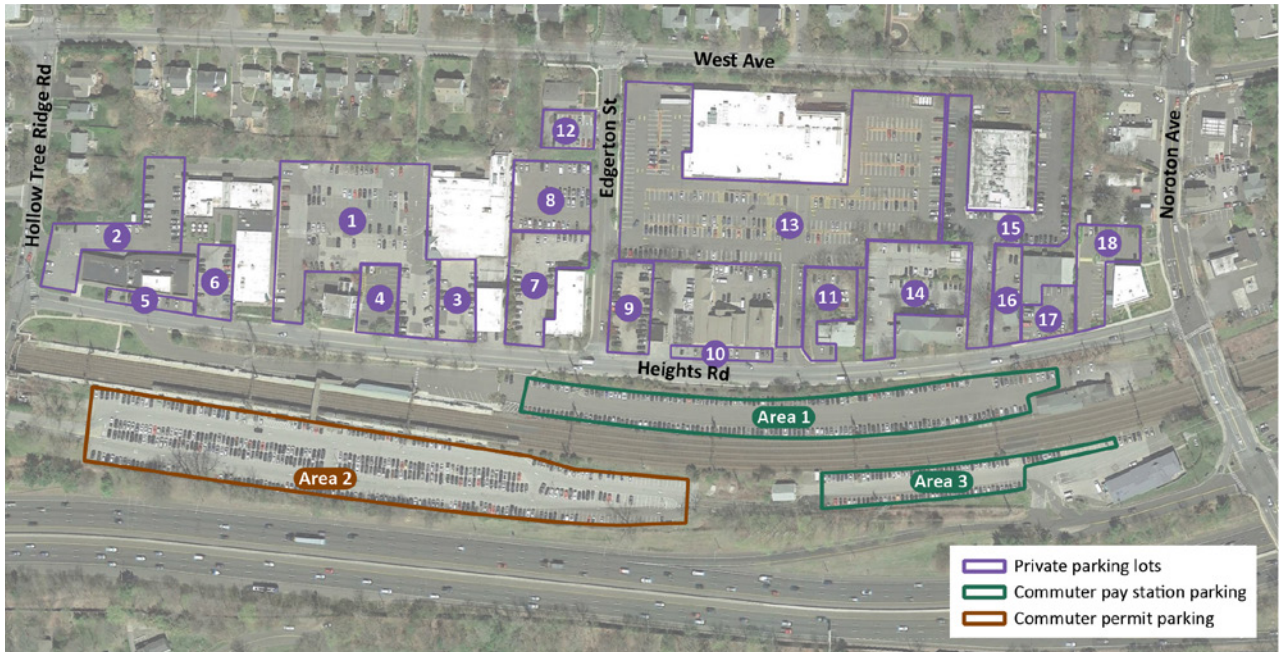 West Ave
Hollow Tree Ridge Rd
Edgerton St
Noroton Ave
12
8
1
13
2
15
18
6
7
4
3
9
11
14
16
17
5
10
Heights Rd
Area 1
Area 2
Area 3
Private parking lots
Commuter pay station parking
Commuter permit parking